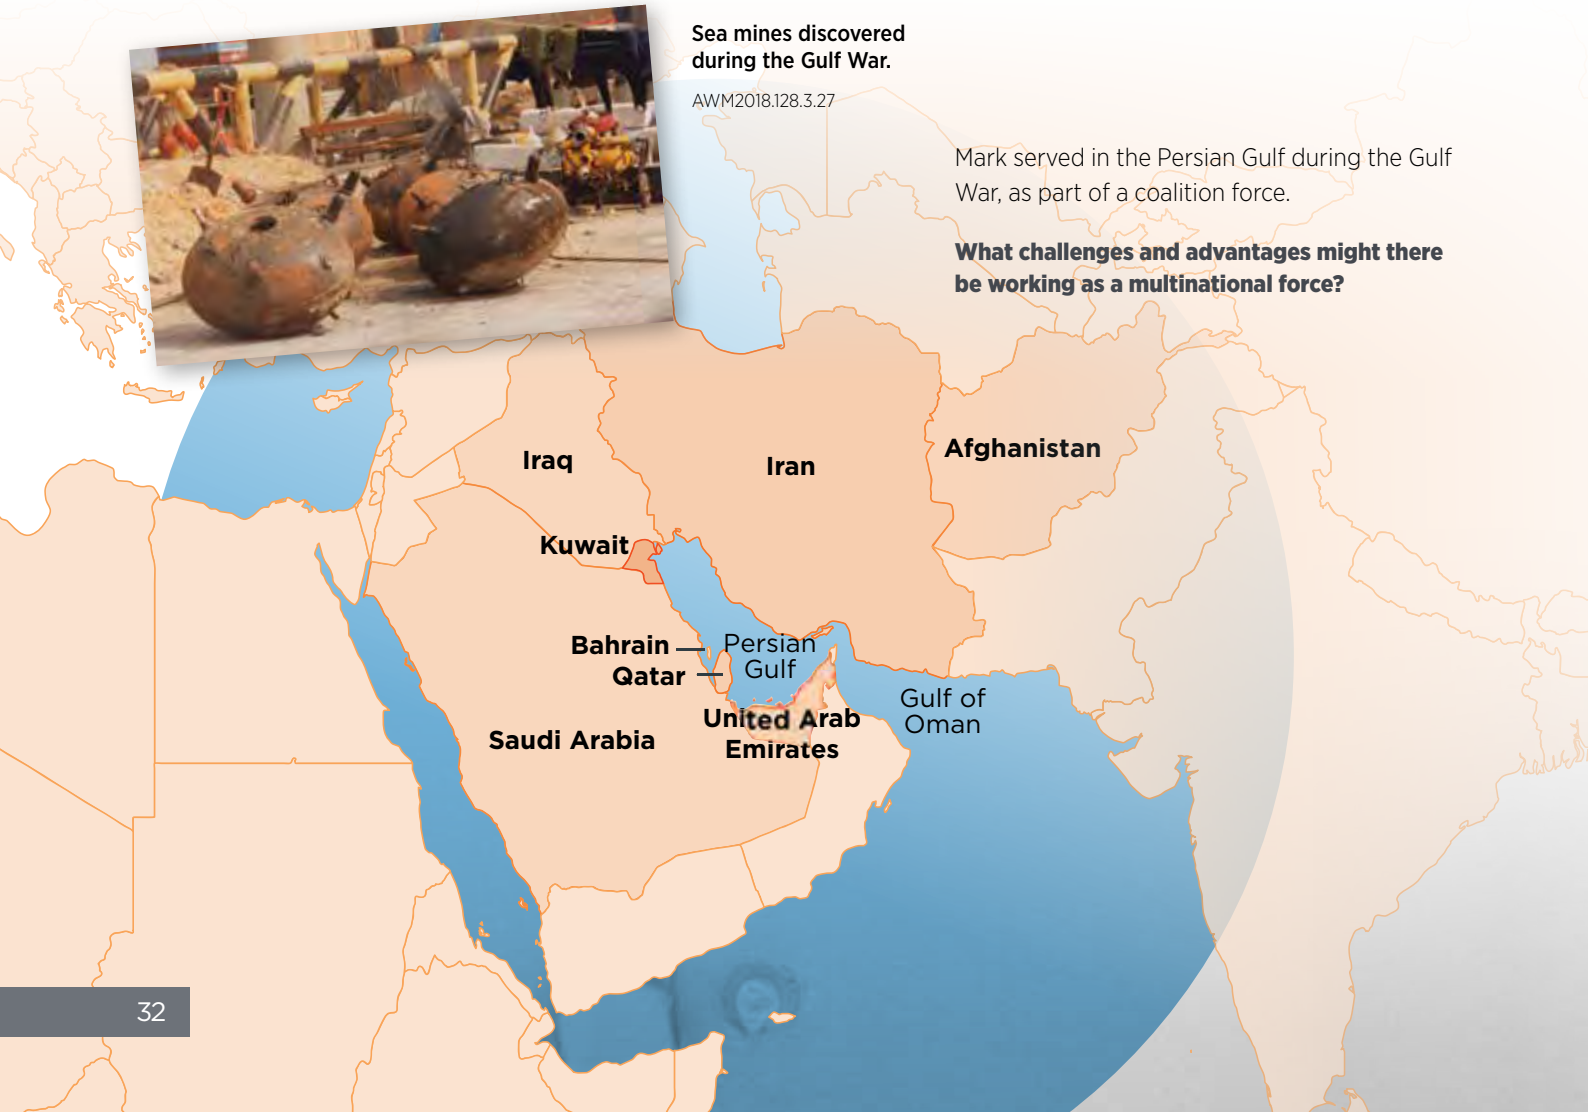 Sea mines discovered
during the Gulf War.
AWM2018.128.3.27
Mark served in the Persian Gulf during the Gulf
War, as part of a coalition force.
What challenges and advantages might there
be working as a multinational force?
Iraq
Iran
Afghanistan
Kuwait
Bahrain
Qatar
Persian
Gulf
Gulf of
Oman
Saudi Arabia
United Arab
Emirates
32